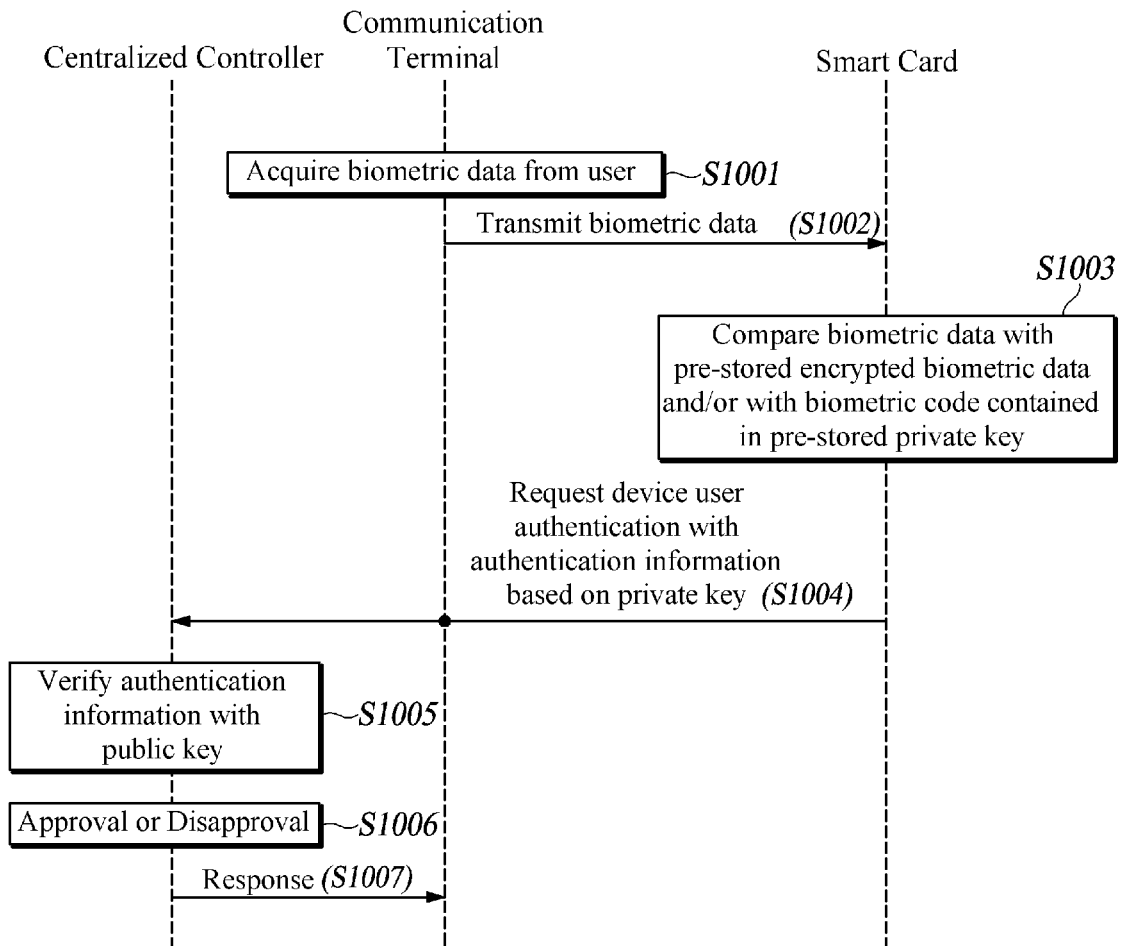 Centralized Controller
Communication
Terminal
Smart Card
Acquire biometric data from user
S1001
Transmit biometric data (S1002)
S1003
Compare biometric data with
pre-stored encrypted biometric data
and/or with biometric code contained
in pre-stored private key
Request device user
authentication with
authentication information
based on private key (S1004)
Verify authentication
information with
public key
S1005
Approval or Disapproval
S1006
Response (S1007)